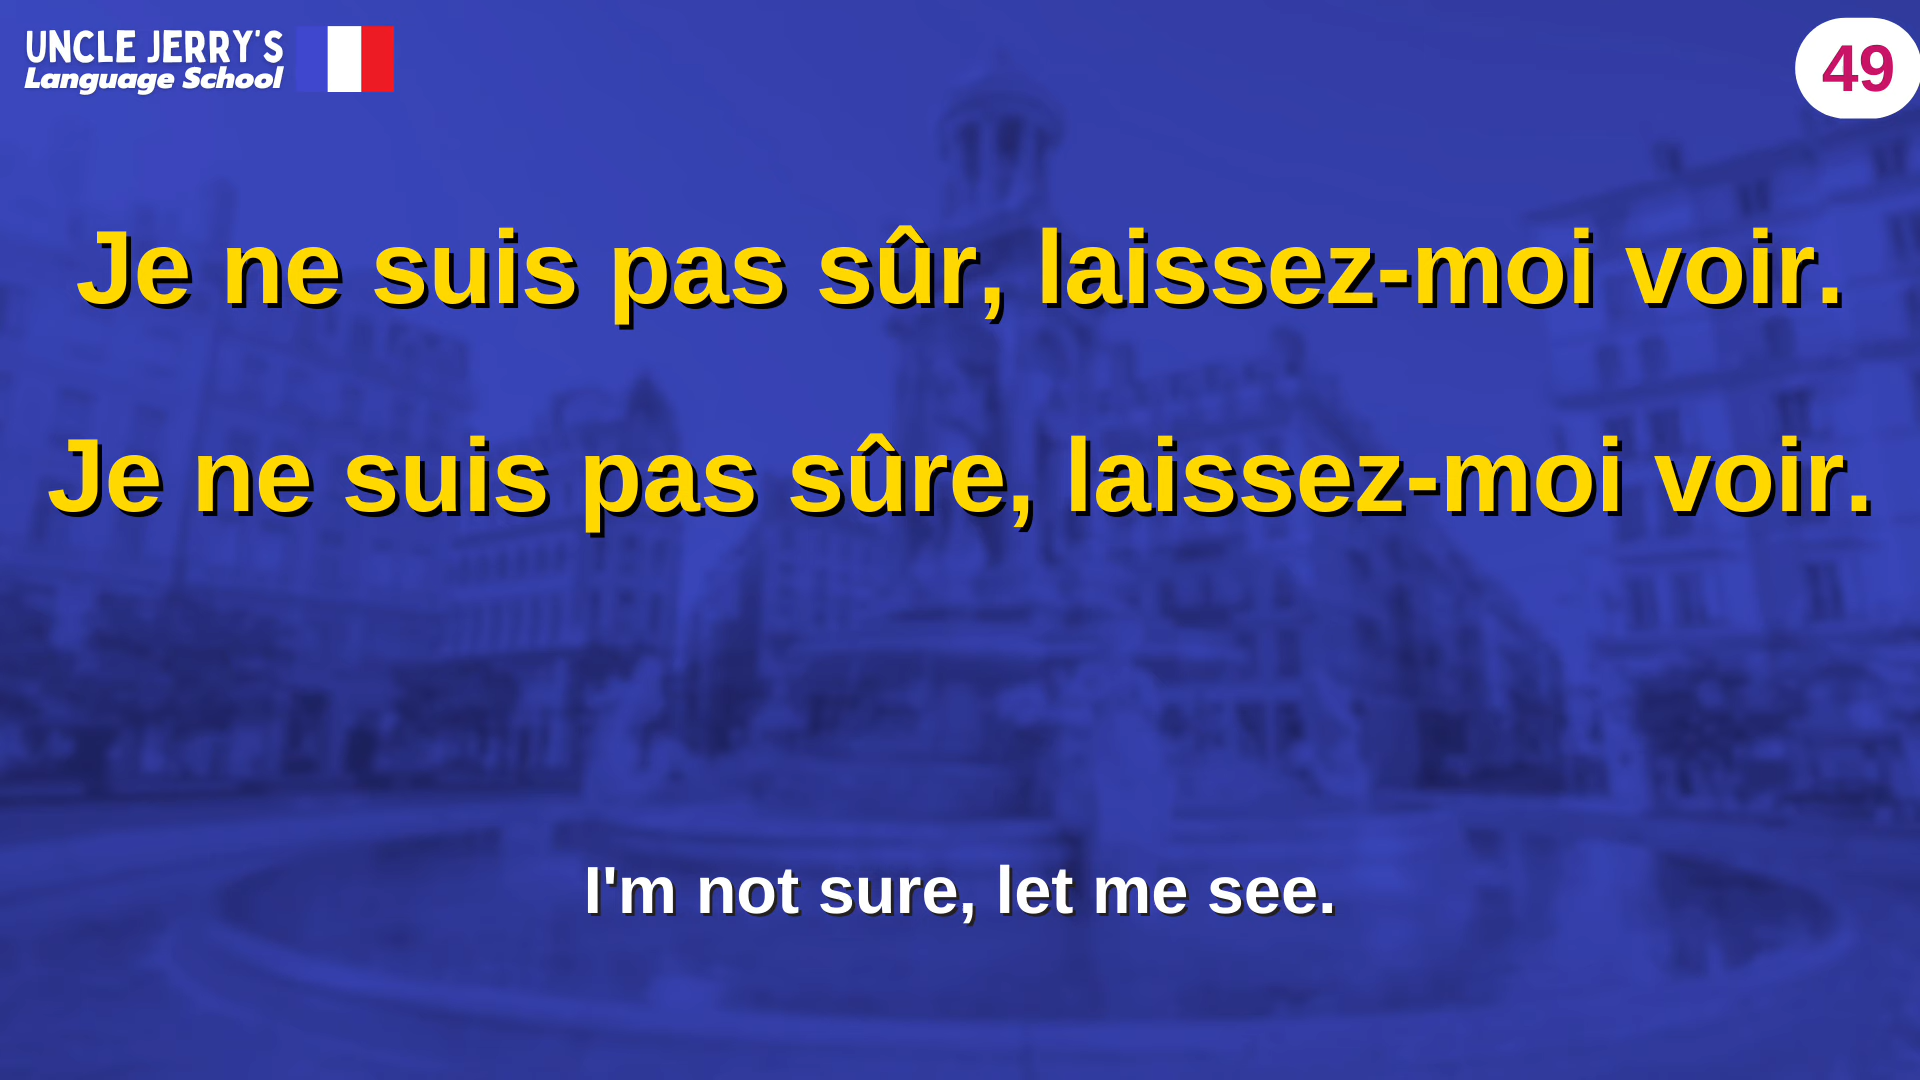 UNCLE JERRY'S
Language School
49
Je ne suis pas sûr, laissez-moi voir.
Je ne suis pas sûre, laissez-moi voir.
I'm not sure, let me see.